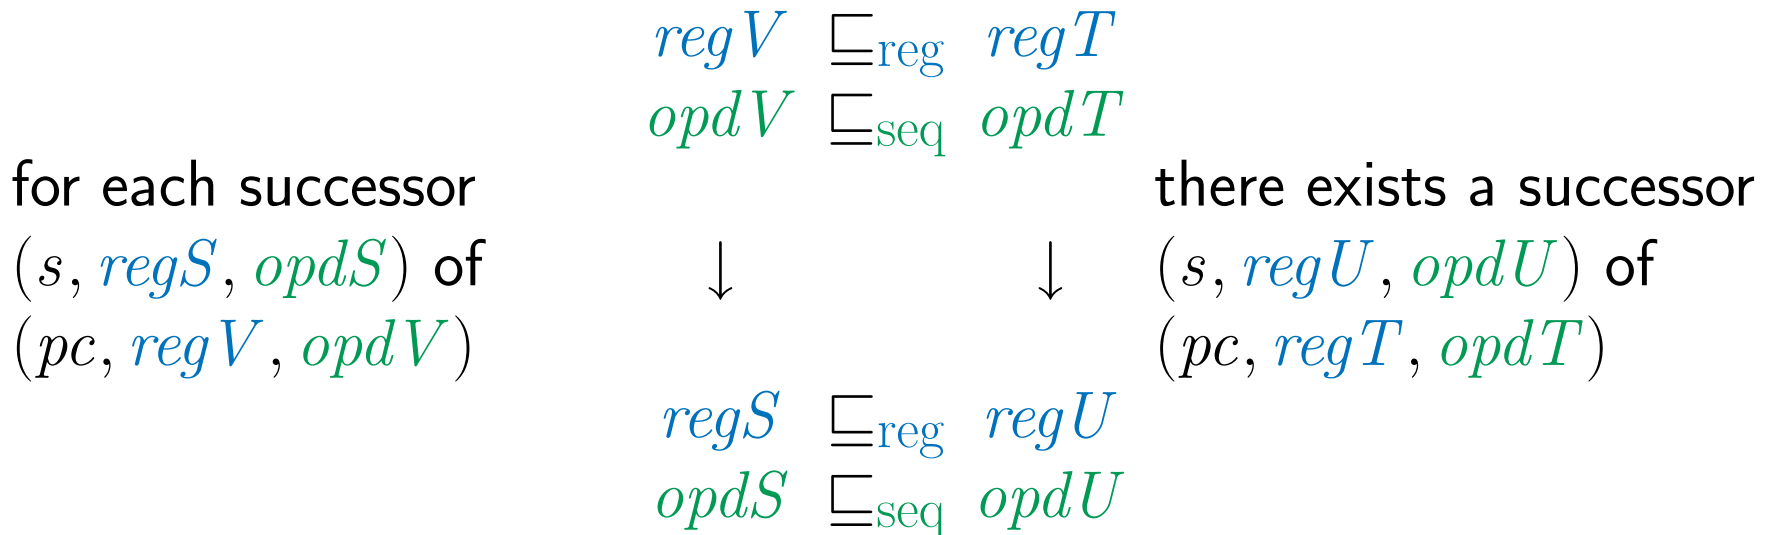 regV ⊑reg regT
opdV ⊑seq opdT
for each successor
(s, regS, opdS) of
(pc, regV, opdV)
↓ ↓
there exists a successor
(s, regU, opdU) of
(pc, regT, opdT)
regS ⊑reg regU
opdS ⊑seq opdU